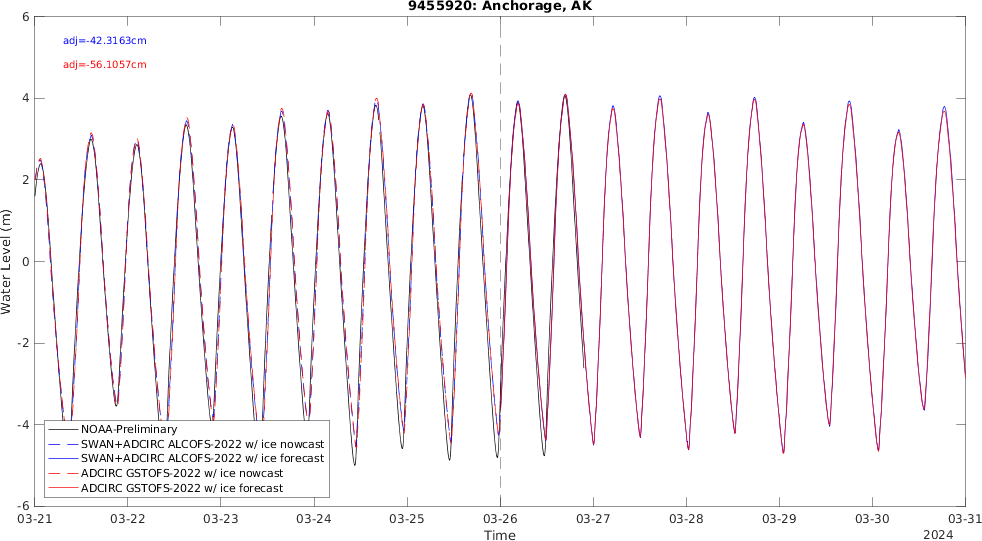 9455920: Anchorage, AK
6
adj=-42.3163cm
adj=-56.1057cm
4
2
0
-2
-4
-6
Water Level (m)
NOAA-Preliminary
SWAN+ADCIRC ALCOFS-2022 w/ ice nowcast
SWAN+ADCIRC ALCOFS-2022 w/ ice forecast
ADCIRC GSTOFS-2022 w/ ice nowcast
ADCIRC GSTOFS-2022 w/ ice forecast
03-21 03-22 03-23 03-24 03-25 03-26 03-27 03-28 03-29 03-30 03-31
Time
2024